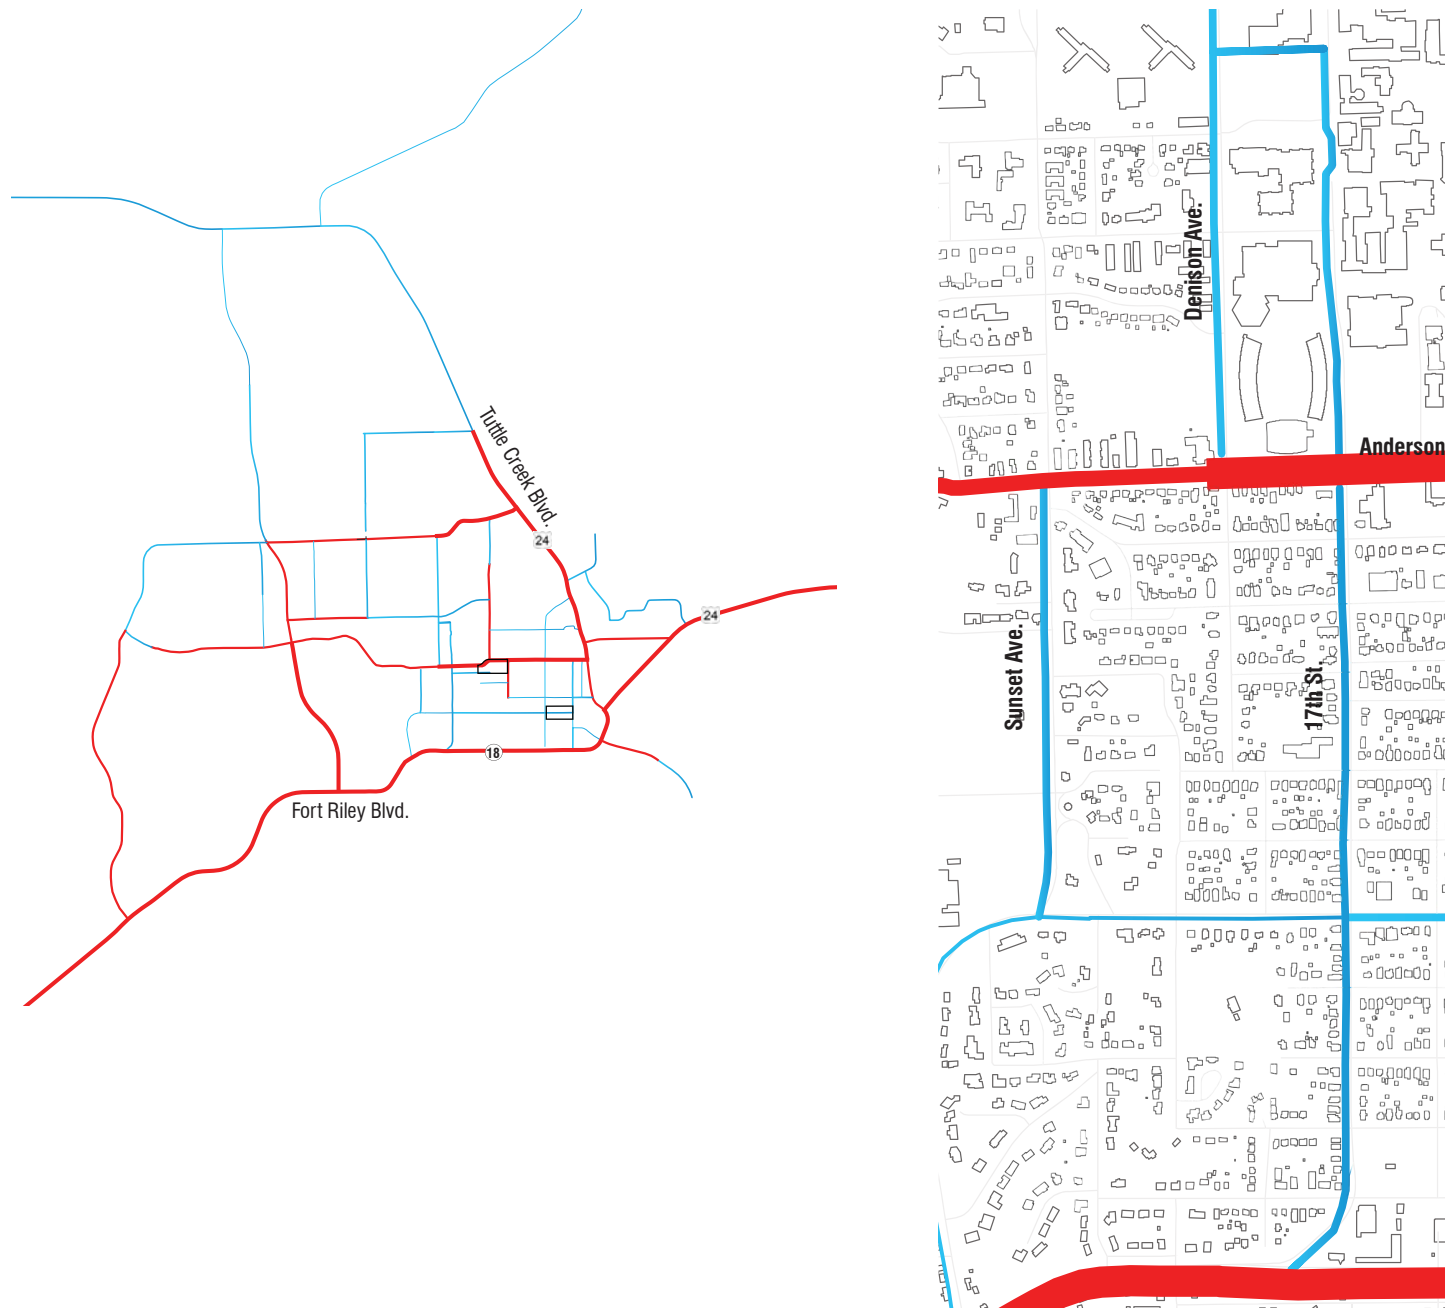 Tuttle Creek Blvd.
24
24
18
Fort Riley Blvd.
Denison Ave.
Anderson
Sunset Ave.
17th St.